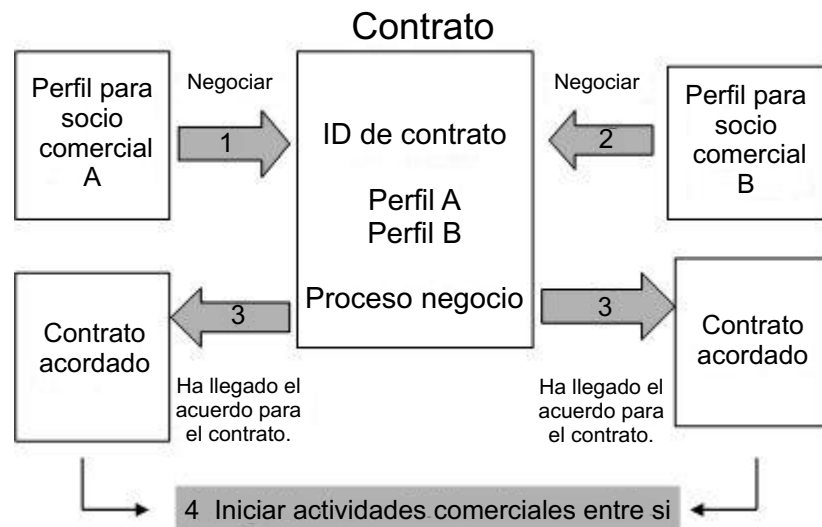 Contrato
Perfil para
socio
comercial
A
Negociar
1
ID de contrato
Perfil A
Perfil B
Proceso negocio
Negociar
2
Perfil para
socio
comercial
B
3
Contrato
acordado
Ha llegado el
acuerdo para
el contrato.
3
Contrato
acordado
Ha llegado el
acuerdo para
el contrato.
4 Iniciar actividades comerciales entre si